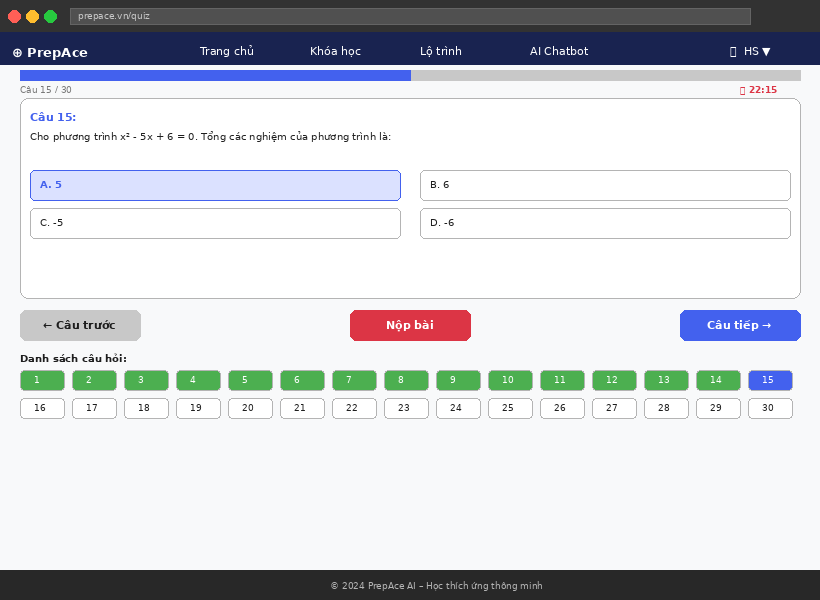 prepace.vn/quiz
⊕ PrepAce
Trang chủ
Khóa học
Lộ trình
AI Chatbot
HS ▼
Câu 15 / 30
22:15
Câu 15:
Cho phương trình x² - 5x + 6 = 0. Tổng các nghiệm của phương trình là:
A. 5
B. 6
C. -5
D. -6
← Câu trước
Nộp bài
Câu tiếp →
Danh sách câu hỏi:
1 2 3 4 5 6 7 8 9 10 11 12 13 14 15
16 17 18 19 20 21 22 23 24 25 26 27 28 29 30
© 2024 PrepAce AI – Học thích ứng thông minh